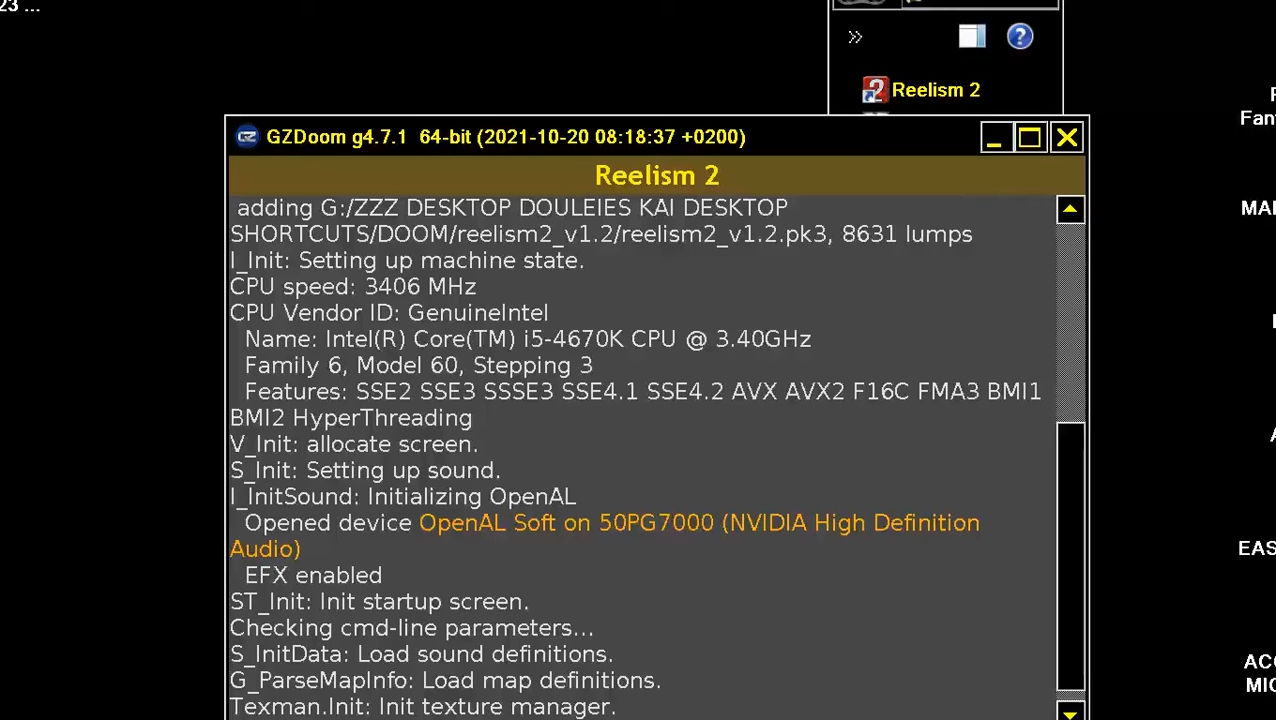 23 ...
»
Reelism 2
GZDoom g4.7.1 64-bit (2021-10-20 08:18:37 +0200)
Reelism 2
adding G:/ZZZ DESKTOP DOULEIES KAI DESKTOP
SHORTCUTS/DOOM/reelism2_v1.2/reelism2_v1.2.pk3, 8631 lumps
I_Init: Setting up machine state.
CPU speed: 3406 MHz
CPU Vendor ID: GenuineIntel
Name: Intel(R) Core(TM) i5-4670K CPU @ 3.40GHz
Family 6, Model 60, Stepping 3
Features: SSE2 SSE3 SSSE3 SSE4.1 SSE4.2 AVX AVX2 F16C FMA3 BMI1
BMI2 HyperThreading
V_Init: allocate screen.
S_Init: Setting up sound.
I_InitSound: Initializing OpenAL
Opened device OpenAL Soft on 50PG7000 (NVIDIA High Definition
Audio)
EFX enabled
ST_Init: Init startup screen.
Checking cmd-line parameters...
S_InitData: Load sound definitions.
G_ParseMapInfo: Load map definitions.
Texman.Init: Init texture manager.
Fant
MAI
EAS
ACC
MIC